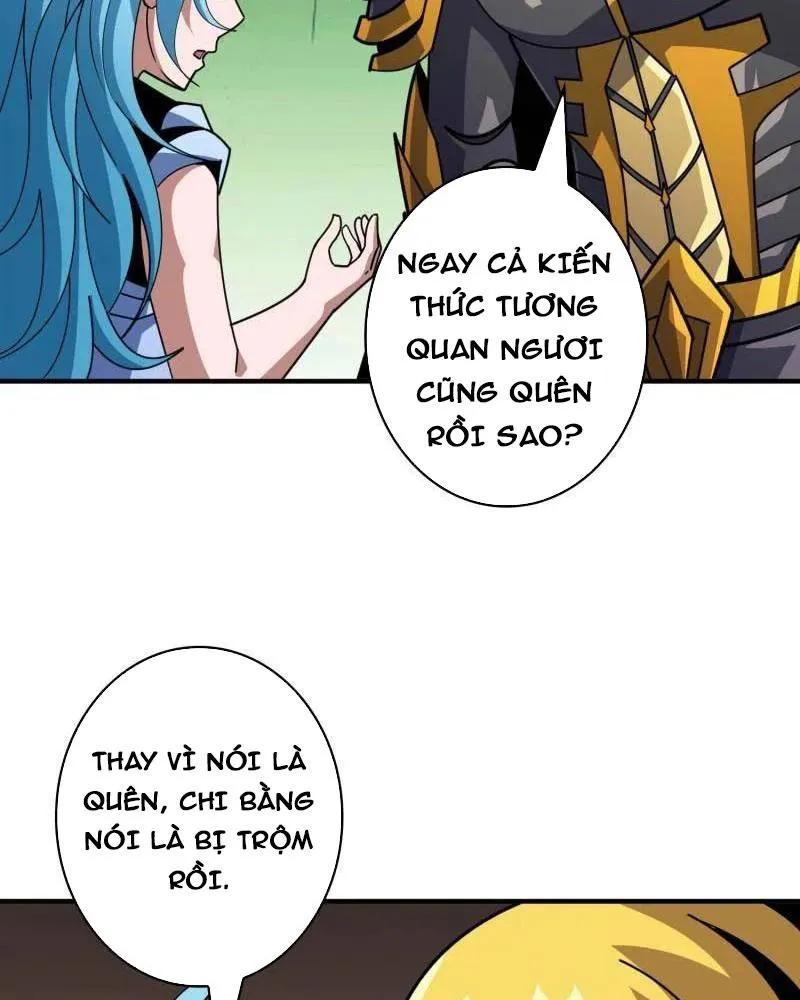 NGAY CẢ KIẾN
THỨC TƯƠNG
QUAN NGƯƠI
CŨNG QUÊN
RỒI SAO?
THAY VÌ NÓI LÀ
QUÊN, CHI BẰNG
NÓI LÀ BỊ TRỘM
RỒI.